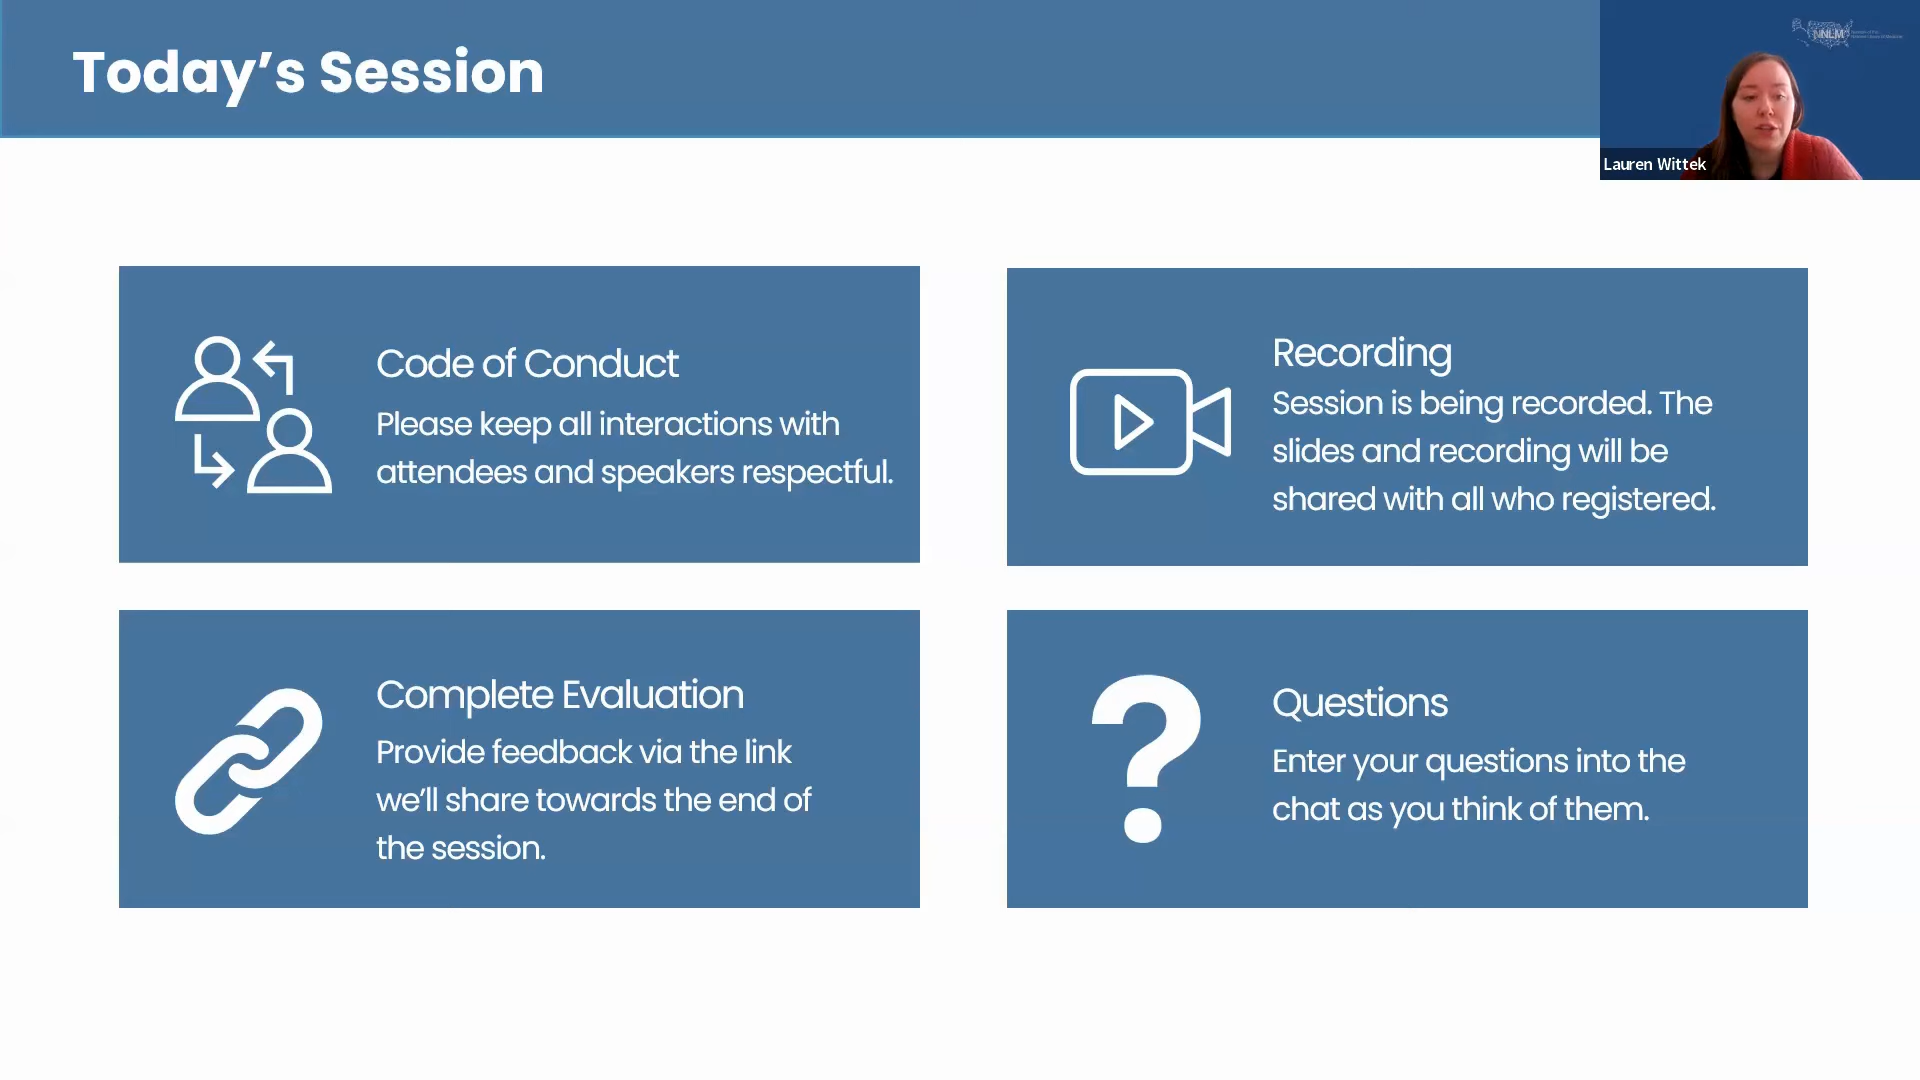 Today's Session
NNLM
Lauren Wittek
Code of Conduct
Please keep all interactions with
attendees and speakers respectful.
Recording
Session is being recorded. The
slides and recording will be
shared with all who registered.
Complete Evaluation
Provide feedback via the link
we'll share towards the end of
the session.
?
Questions
Enter your questions into the
chat as you think of them.